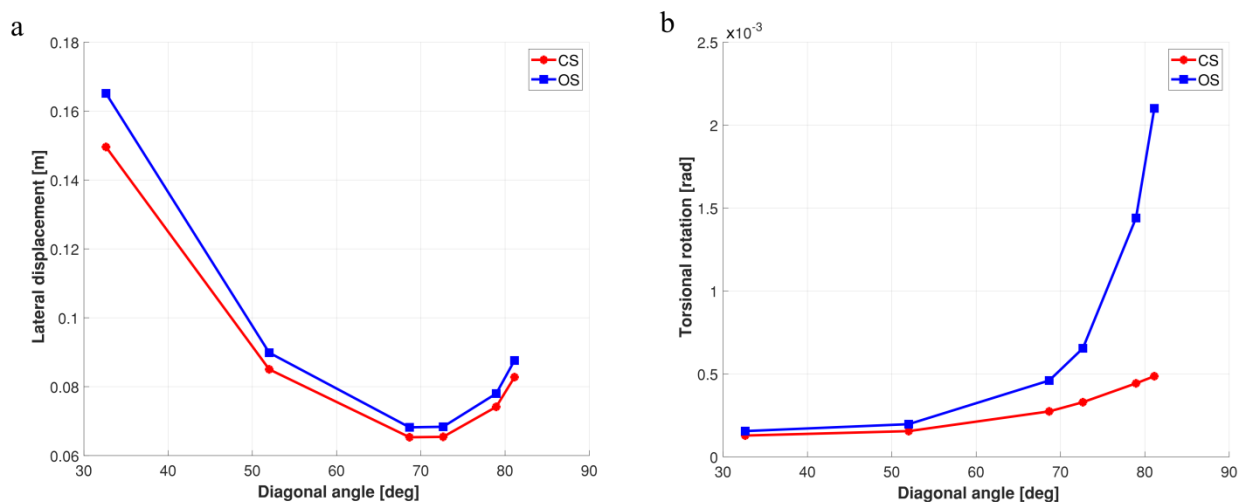 a
Lateral displacement [m]
0.18
0.16
0.14
0.12
0.1
0.08
0.06
30 40 50 60 70 80 90
Diagonal angle [deg]
CS
OS
b
×10⁻³
Torsional rotation [rad]
2.5
2
1.5
1
0.5
0
30 40 50 60 70 80 90
Diagonal angle [deg]
CS
OS